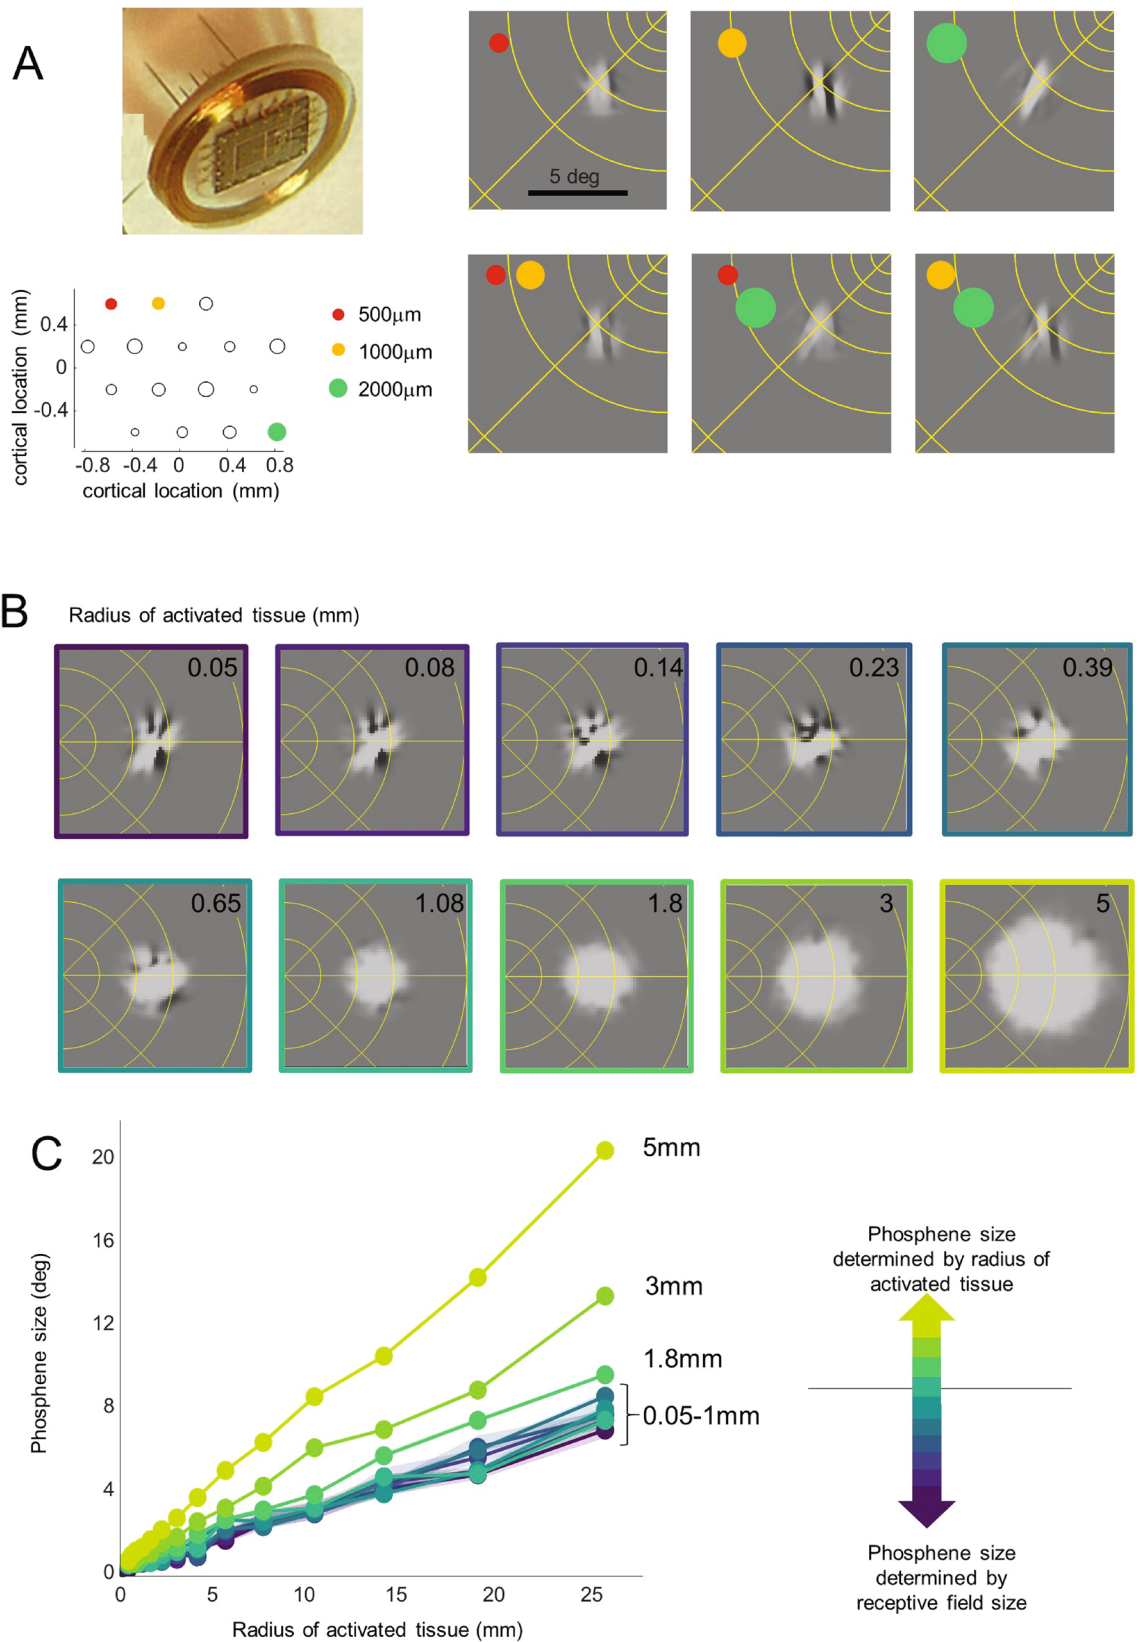 A
5 deg
cortical location (mm)
0.4
0
-0.4
-0.8 -0.4 0 0.4 0.8
cortical location (mm)
500μm
1000μm
2000μm
B
Radius of activated tissue (mm)
0.05
0.08
0.14
0.23
0.39
0.65
1.08
1.8
3
5
C
Phosphene size (deg)
20
16
12
8
4
0
0 5 10 15 20 25
Radius of activated tissue (mm)
5mm
3mm
1.8mm
0.05-1mm
Phosphene size
determined by radius of
activated tissue
Phosphene size
determined by
receptive field size